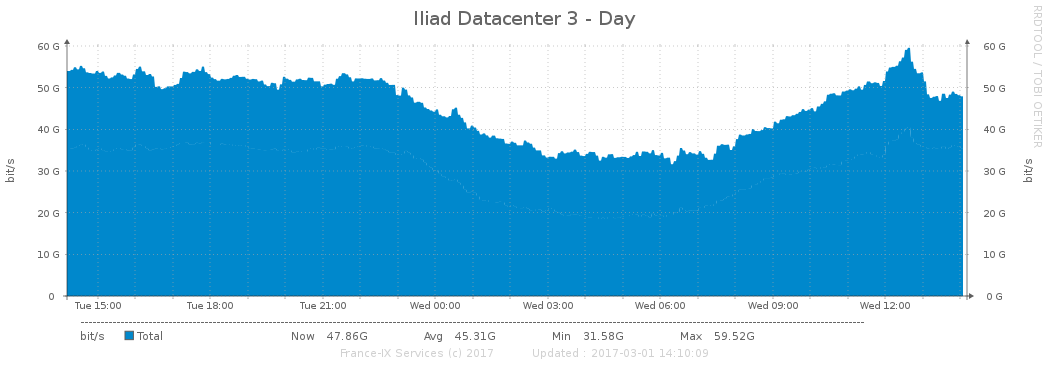 Iliad Datacenter 3 - Day
RRDTOOL / TOBI OETIKER
bit/s
60 G 60 G
50 G 50 G
40 G 40 G
30 G 30 G
20 G 20 G
10 G 10 G
0 0 G
bit/s
Tue 15:00 Tue 18:00 Tue 21:00 Wed 00:00 Wed 03:00 Wed 06:00 Wed 09:00 Wed 12:00
bit/s Total Now 47.86G Avg 45.31G Min 31.58G Max 59.52G
France-IX Services (c) 2017 Updated : 2017-03-01 14:10:09